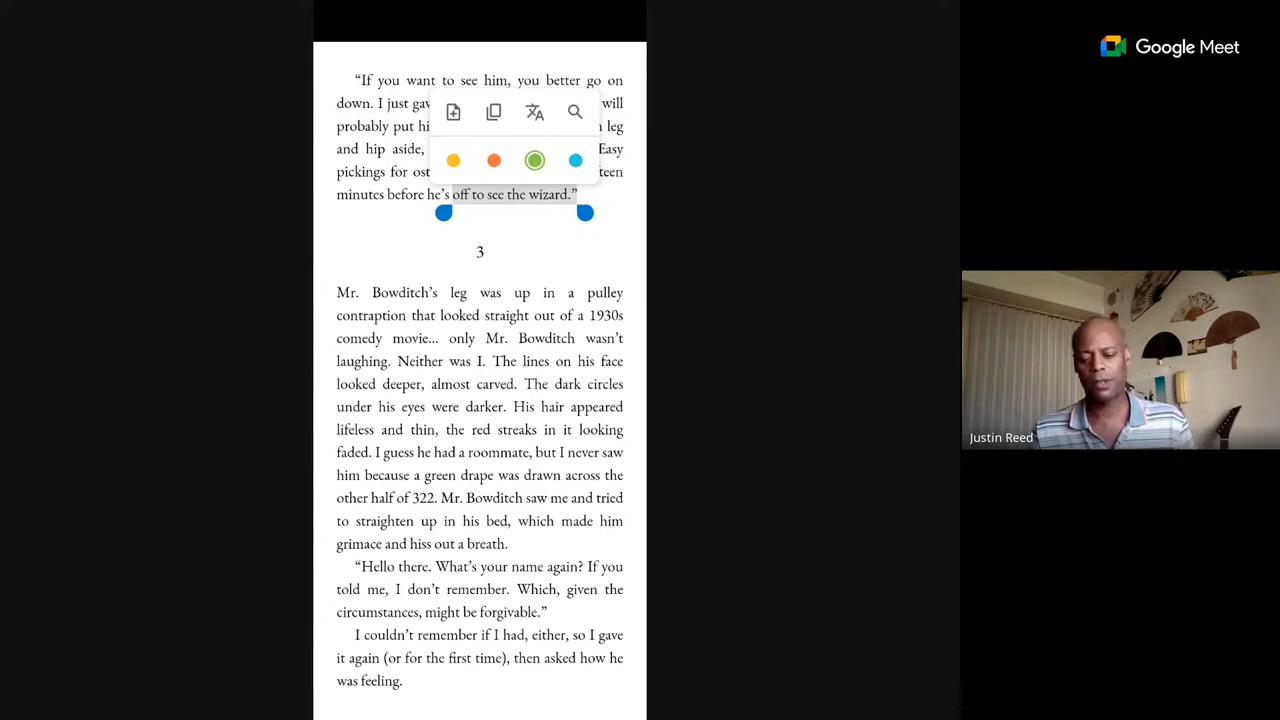 “If you want to see him, you better go on
down. I just gav will
probably put hi leg
and hip aside, Easy
pickings for ost teen
minutes before he’s off to see the wizard.”
3
Mr. Bowditch’s leg was up in a pulley
contraption that looked straight out of a 1930s
comedy movie... only Mr. Bowditch wasn’t
laughing. Neither was I. The lines on his face
looked deeper, almost carved. The dark circles
under his eyes were darker. His hair appeared
lifeless and thin, the red streaks in it looking
faded. I guess he had a roommate, but I never saw
him because a green drape was drawn across the
other half of 322. Mr. Bowditch saw me and tried
to straighten up in his bed, which made him
grimace and hiss out a breath.
“Hello there. What’s your name again? If you
told me, I don’t remember. Which, given the
circumstances, might be forgivable.”
I couldn’t remember if I had, either, so I gave
it again (or for the first time), then asked how he
was feeling.
Google Meet
Justin Reed